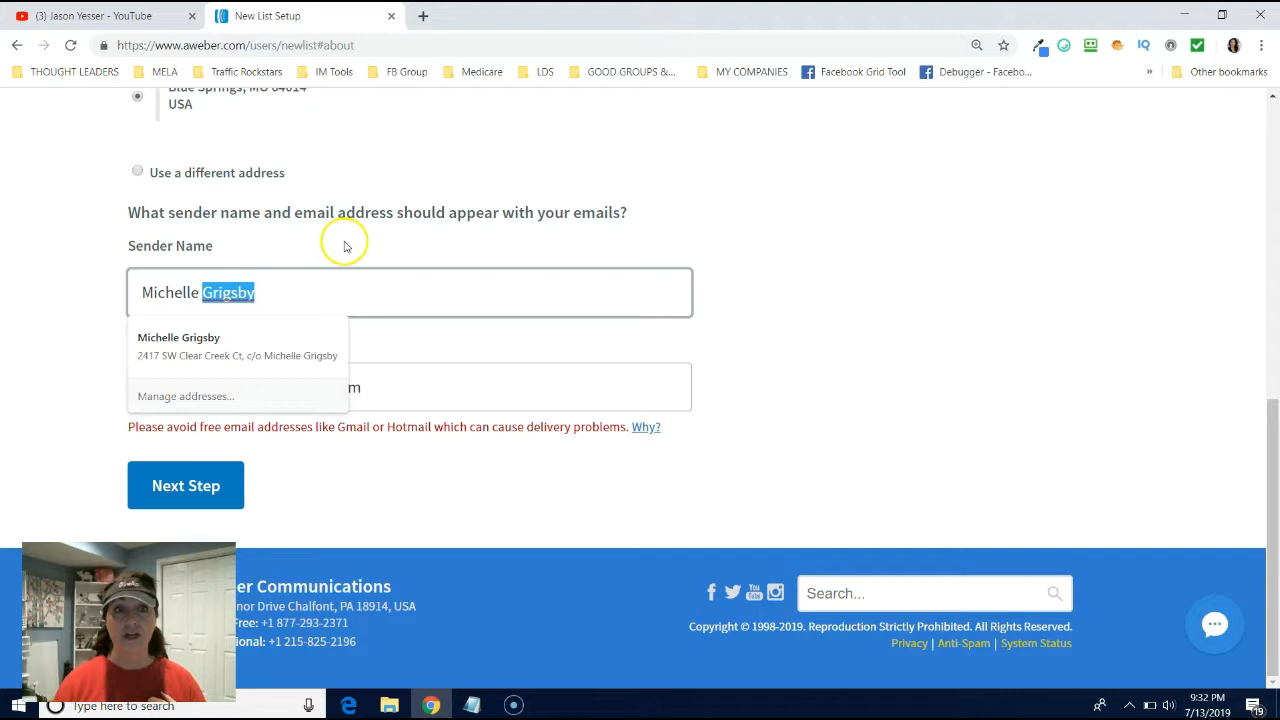 (3) Jason Yesser - YouTube
New List Setup
https://www.aweber.com/users/newlist#about
IQ
THOUGHT LEADERS
MELA
Traffic Rockstars
IM Tools
FB Group
Medicare
LDS
GOOD GROUPS &...
MY COMPANIES
Facebook Grid Tool
Debugger - Facebo...
»
Other bookmarks
Blue Springs, MO 64014
USA
Use a different address
What sender name and email address should appear with your emails?
Sender Name
Michelle Grigsby
Michelle Grigsby
2417 SW Clear Creek Ct, c/o Michelle Grigsby
Manage addresses...
m
Please avoid free email addresses like Gmail or Hotmail which can cause delivery problems. Why?
Next Step
er Communications
nor Drive Chalfont, PA 18914, USA
Free: +1 877-293-2371
ional: +1 215-825-2196
Search...
Copyright © 1998-2019. Reproduction Strictly Prohibited. All Rights Reserved.
Privacy | Anti-Spam | System Status
Type here to search
9:32 PM
7/13/2019
19